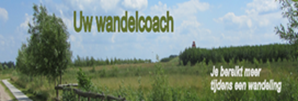 Uw wandelcoach
Je bereikt meer
tijdens een wandeling